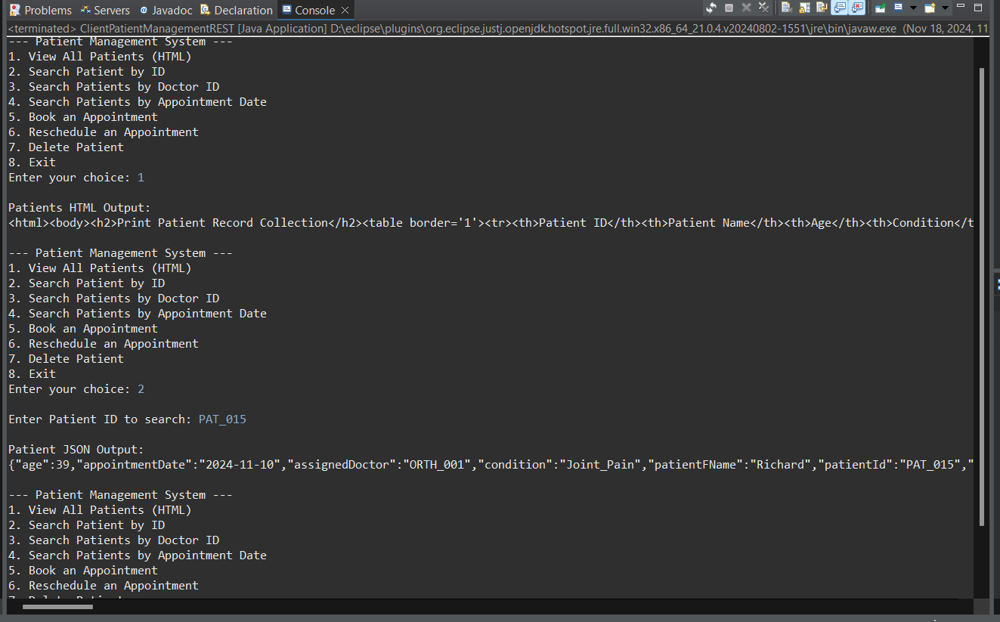 Problems Servers Javadoc Declaration Console
<terminated> ClientPatientManagementREST [Java Application] D:\eclipse\plugins\org.eclipse.justj.openjdk.hotspot.jre.full.win32.x86_64_21.0.4.v20240802-1551\jre\bin\javaw.exe (Nov 18, 2024, 11
--- Patient Management System ---
1. View All Patients (HTML)
2. Search Patient by ID
3. Search Patients by Doctor ID
4. Search Patients by Appointment Date
5. Book an Appointment
6. Reschedule an Appointment
7. Delete Patient
8. Exit
Enter your choice: 1
Patients HTML Output:
<html><body><h2>Print Patient Record Collection</h2><table border='1'><tr><th>Patient ID</th><th>Patient Name</th><th>Age</th><th>Condition</t
--- Patient Management System ---
1. View All Patients (HTML)
2. Search Patient by ID
3. Search Patients by Doctor ID
4. Search Patients by Appointment Date
5. Book an Appointment
6. Reschedule an Appointment
7. Delete Patient
8. Exit
Enter your choice: 2
Enter Patient ID to search: PAT_015
Patient JSON Output:
{"age":39,"appointmentDate":"2024-11-10","assignedDoctor":"ORTH_001","condition":"Joint_Pain","patientFName":"Richard","patientId":"PAT_015","
--- Patient Management System ---
1. View All Patients (HTML)
2. Search Patient by ID
3. Search Patients by Doctor ID
4. Search Patients by Appointment Date
5. Book an Appointment
6. Reschedule an Appointment
7. Delete Patient